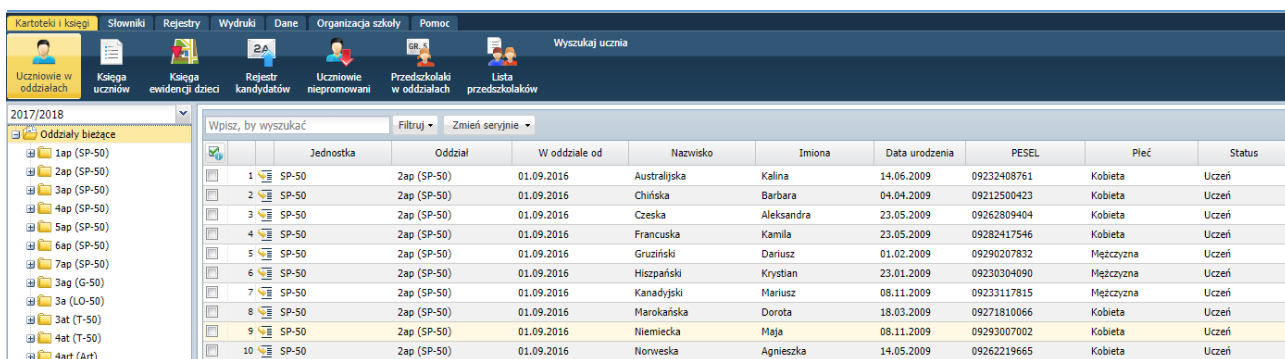 Kartoteki i księgi Słowniki Rejestry Wydruki Dane Organizacja szkoły Pomoc
Uczniowie w oddziałach Księga uczniów Księga ewidencji dzieci 2A Rejestr kandydatów Uczniowie niepromowani GR. 5 Przedszkolaki w oddziałach Lista przedszkolaków Wyszukaj ucznia
2017/2018
Oddziały bieżące
1ap (SP-50)
2ap (SP-50)
3ap (SP-50)
4ap (SP-50)
5ap (SP-50)
6ap (SP-50)
7ap (SP-50)
3ag (G-50)
3a (LO-50)
3at (T-50)
4at (T-50)
4art (Art)
Wpisz, by wyszukać Filtruj Zmień seryjnie
Jednostka Oddział W oddziale od Nazwisko Imiona Data urodzenia PESEL Płeć Status
1 SP-50 2ap (SP-50) 01.09.2016 Australijska Kalina 14.06.2009 09232408761 Kobieta Uczeń
2 SP-50 2ap (SP-50) 01.09.2016 Chińska Barbara 04.04.2009 09212500423 Kobieta Uczeń
3 SP-50 2ap (SP-50) 01.09.2016 Czeska Aleksandra 23.05.2009 09262809404 Kobieta Uczeń
4 SP-50 2ap (SP-50) 01.09.2016 Francuska Kamila 23.05.2009 09282417546 Kobieta Uczeń
5 SP-50 2ap (SP-50) 01.09.2016 Gruziński Dariusz 01.02.2009 09290207832 Mężczyzna Uczeń
6 SP-50 2ap (SP-50) 01.09.2016 Hiszpański Krystian 23.01.2009 09230304090 Mężczyzna Uczeń
7 SP-50 2ap (SP-50) 01.09.2016 Kanadyjski Mariusz 08.11.2009 09233117815 Mężczyzna Uczeń
8 SP-50 2ap (SP-50) 01.09.2016 Marokańska Dorota 18.03.2009 09271810066 Kobieta Uczeń
9 SP-50 2ap (SP-50) 01.09.2016 Niemiecka Maja 08.11.2009 09293007002 Kobieta Uczeń
10 SP-50 2ap (SP-50) 01.09.2016 Norweska Agnieszka 14.05.2009 09262219665 Kobieta Uczeń